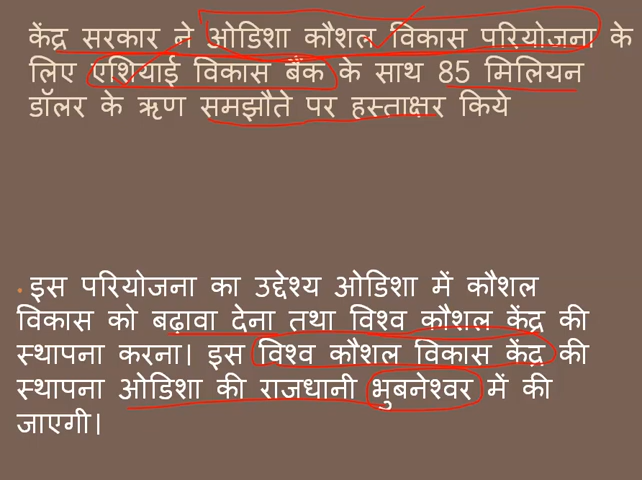 केंद्र सरकार ने ओडिशा कौशल विकास परियोजना के
लिए एशियाई विकास बैंक के साथ 85 मिलियन
डॉलर के ऋण समझौते पर हस्ताक्षर किये
इस परियोजना का उद्देश्य ओडिशा में कौशल
विकास को बढ़ावा देना तथा विश्व कौशल केंद्र की
स्थापना करना। इस विश्व कौशल विकास केंद्र की
स्थापना ओडिशा की राजधानी भुबनेश्वर में की
जाएगी।